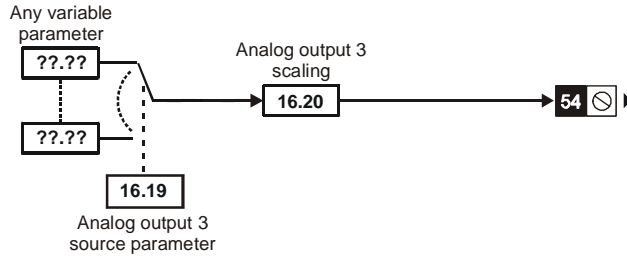 Any variable
parameter
??.??
??.??
16.19
Analog output 3
source parameter
Analog output 3
scaling
16.20
54